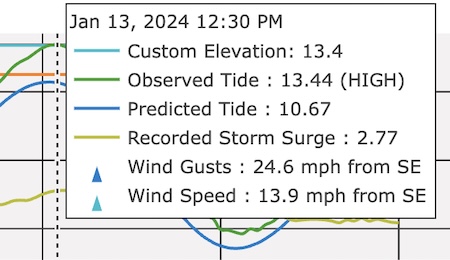 Jan 13, 2024 12:30 PM
Custom Elevation: 13.4
Observed Tide : 13.44 (HIGH)
Predicted Tide : 10.67
Recorded Storm Surge : 2.77
Wind Gusts : 24.6 mph from SE
Wind Speed : 13.9 mph from SE